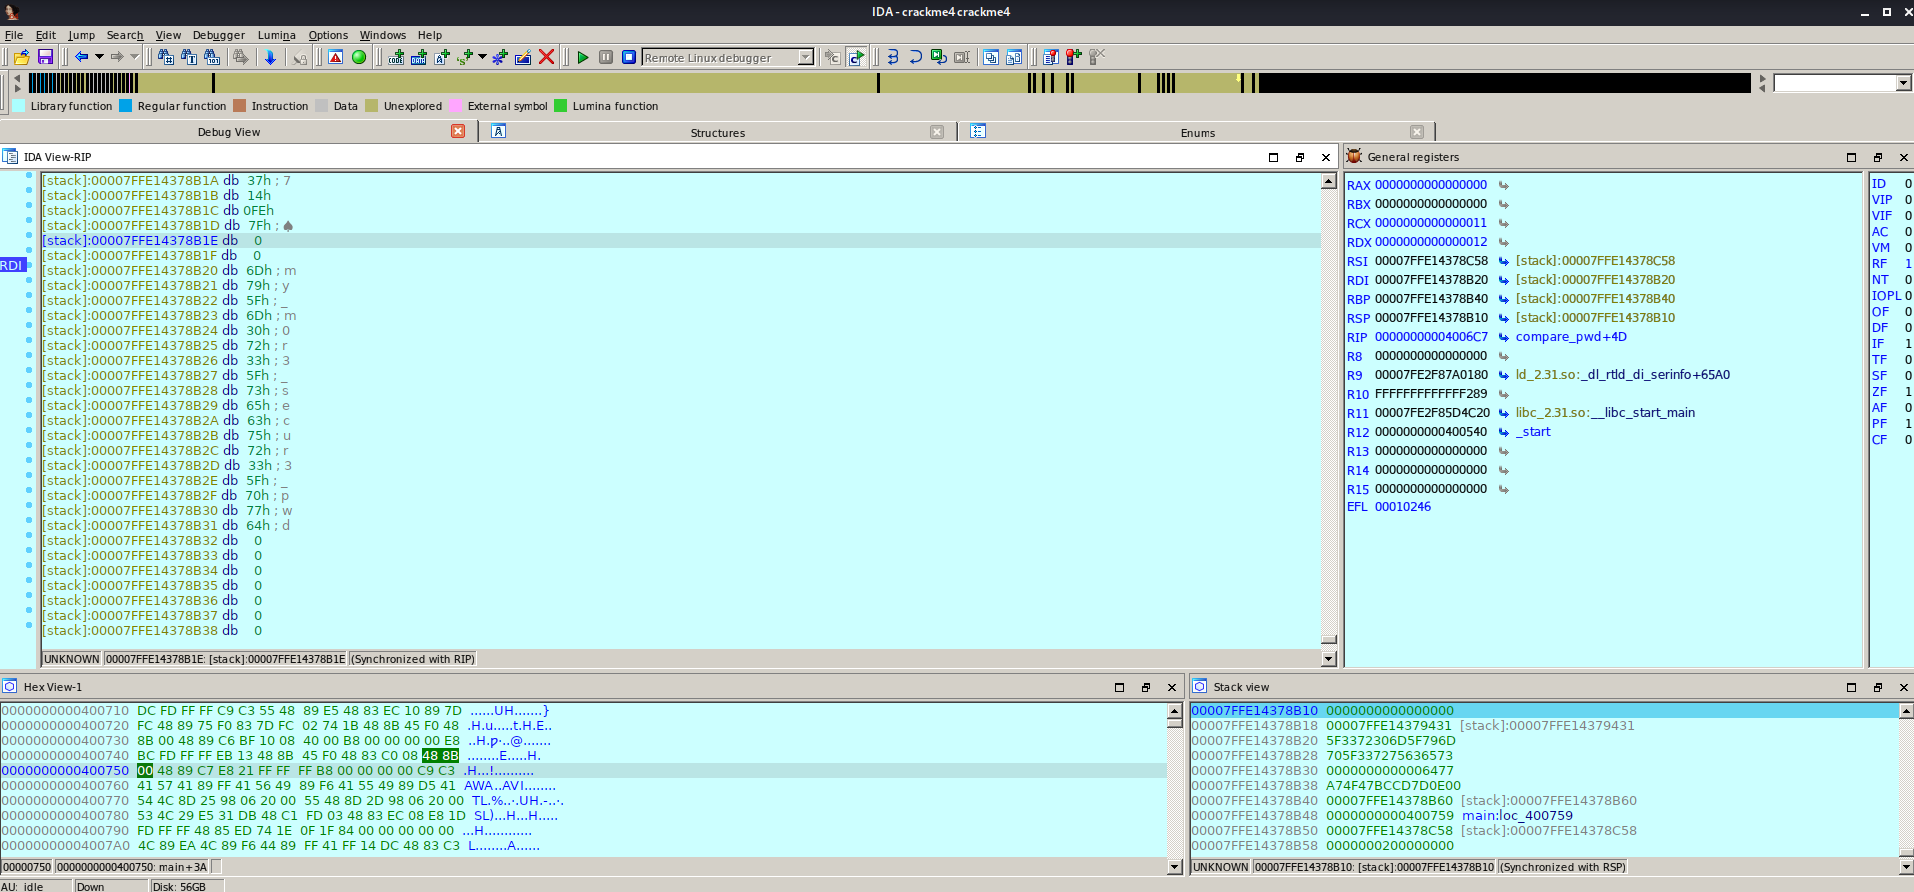 IDA - crackme4 crackme4
File Edit Jump Search View Debugger Lumina Options Windows Help
Remote Linux debugger
Library function Regular function Instruction Data Unexplored External symbol Lumina function
Debug View Structures Enums
IDA View-RIP
RDI
[stack]:00007FFE14378B1A db 37h ; 7
[stack]:00007FFE14378B1B db 14h
[stack]:00007FFE14378B1C db 0FEh
[stack]:00007FFE14378B1D db 7Fh ; ♠
[stack]:00007FFE14378B1E db 0
[stack]:00007FFE14378B1F db 0
[stack]:00007FFE14378B20 db 6Dh ; m
[stack]:00007FFE14378B21 db 79h ; y
[stack]:00007FFE14378B22 db 5Fh ; _
[stack]:00007FFE14378B23 db 6Dh ; m
[stack]:00007FFE14378B24 db 30h ; 0
[stack]:00007FFE14378B25 db 72h ; r
[stack]:00007FFE14378B26 db 33h ; 3
[stack]:00007FFE14378B27 db 5Fh ; _
[stack]:00007FFE14378B28 db 73h ; s
[stack]:00007FFE14378B29 db 65h ; e
[stack]:00007FFE14378B2A db 63h ; c
[stack]:00007FFE14378B2B db 75h ; u
[stack]:00007FFE14378B2C db 72h ; r
[stack]:00007FFE14378B2D db 33h ; 3
[stack]:00007FFE14378B2E db 5Fh ; _
[stack]:00007FFE14378B2F db 70h ; p
[stack]:00007FFE14378B30 db 77h ; w
[stack]:00007FFE14378B31 db 64h ; d
[stack]:00007FFE14378B32 db 0
[stack]:00007FFE14378B33 db 0
[stack]:00007FFE14378B34 db 0
[stack]:00007FFE14378B35 db 0
[stack]:00007FFE14378B36 db 0
[stack]:00007FFE14378B37 db 0
[stack]:00007FFE14378B38 db 0
UNKNOWN 00007FFE14378B1E: [stack]:00007FFE14378B1E (Synchronized with RIP)
General registers
RAX 0000000000000000
RBX 0000000000000000
RCX 0000000000000011
RDX 0000000000000012
RSI 00007FFE14378C58 [stack]:00007FFE14378C58
RDI 00007FFE14378B20 [stack]:00007FFE14378B20
RBP 00007FFE14378B40 [stack]:00007FFE14378B40
RSP 00007FFE14378B10 [stack]:00007FFE14378B10
RIP 00000000004006C7 compare_pwd+4D
R8 0000000000000000
R9 00007FE2F87A0180 ld_2.31.so:_dl_rtld_di_serinfo+65A0
R10 FFFFFFFFFFFFF289
R11 00007FE2F85D4C20 libc_2.31.so:__libc_start_main
R12 0000000000400540 _start
R13 0000000000000000
R14 0000000000000000
R15 0000000000000000
EFL 00010246
ID 0
VIP 0
VIF 0
AC 0
VM 0
RF 1
NT 0
IOPL 0
OF 0
DF 0
IF 1
TF 0
SF 0
ZF 1
AF 0
PF 1
CF 0
Hex View-1
0000000000400710 DC FD FF FF C9 C3 55 48 89 E5 48 83 EC 10 89 7D ......UH.......}
0000000000400720 FC 48 89 75 F0 83 7D FC 02 74 1B 48 8B 45 F0 48 .H.u.....t.H.E..
0000000000400730 8B 00 48 89 C6 BF 10 08 40 00 B8 00 00 00 00 E8
0000000000400740 BC FD FF FF EB 13 48 8B 45 F0 48 83 C0 08 48 8B ........E.....H.
0000000000400750 00 48 89 C7 E8 21 FF FF FF B8 00 00 00 00 C9 C3 .H...!..........
0000000000400760 41 57 41 89 FF 41 56 49 89 F6 41 55 49 89 D5 41 AWA..AVI........
0000000000400770 54 4C 8D 25 98 06 20 00 55 48 8D 2D 98 06 20 00 TL.%....UH.-....
0000000000400780 53 4C 29 E5 31 DB 48 C1 FD 03 48 83 EC 08 E8 1D SL)...H...H.....
0000000000400790 FD FF FF 48 85 ED 74 1E 0F 1F 84 00 00 00 00 00 ...H............
00000000004007A0 4C 89 EA 4C 89 F6 44 89 FF 41 FF 14 DC 48 83 C3 L........A......
00000750 0000000000400750: main+3A
Stack view
00007FFE14378B10 0000000000000000
00007FFE14378B18 00007FFE14379431 [stack]:00007FFE14379431
00007FFE14378B20 5F3372306D5F796D
00007FFE14378B28 705F337275636573
00007FFE14378B30 0000000000006477
00007FFE14378B38 A74F47BCCD7D0E00
00007FFE14378B40 00007FFE14378B60 [stack]:00007FFE14378B60
00007FFE14378B48 0000000000400759 main:loc_400759
00007FFE14378B50 00007FFE14378C58 [stack]:00007FFE14378C58
00007FFE14378B58 0000000200000000
UNKNOWN 00007FFE14378B10: [stack]:00007FFE14378B10 (Synchronized with RSP)
AU: idle Down Disk: 56GB